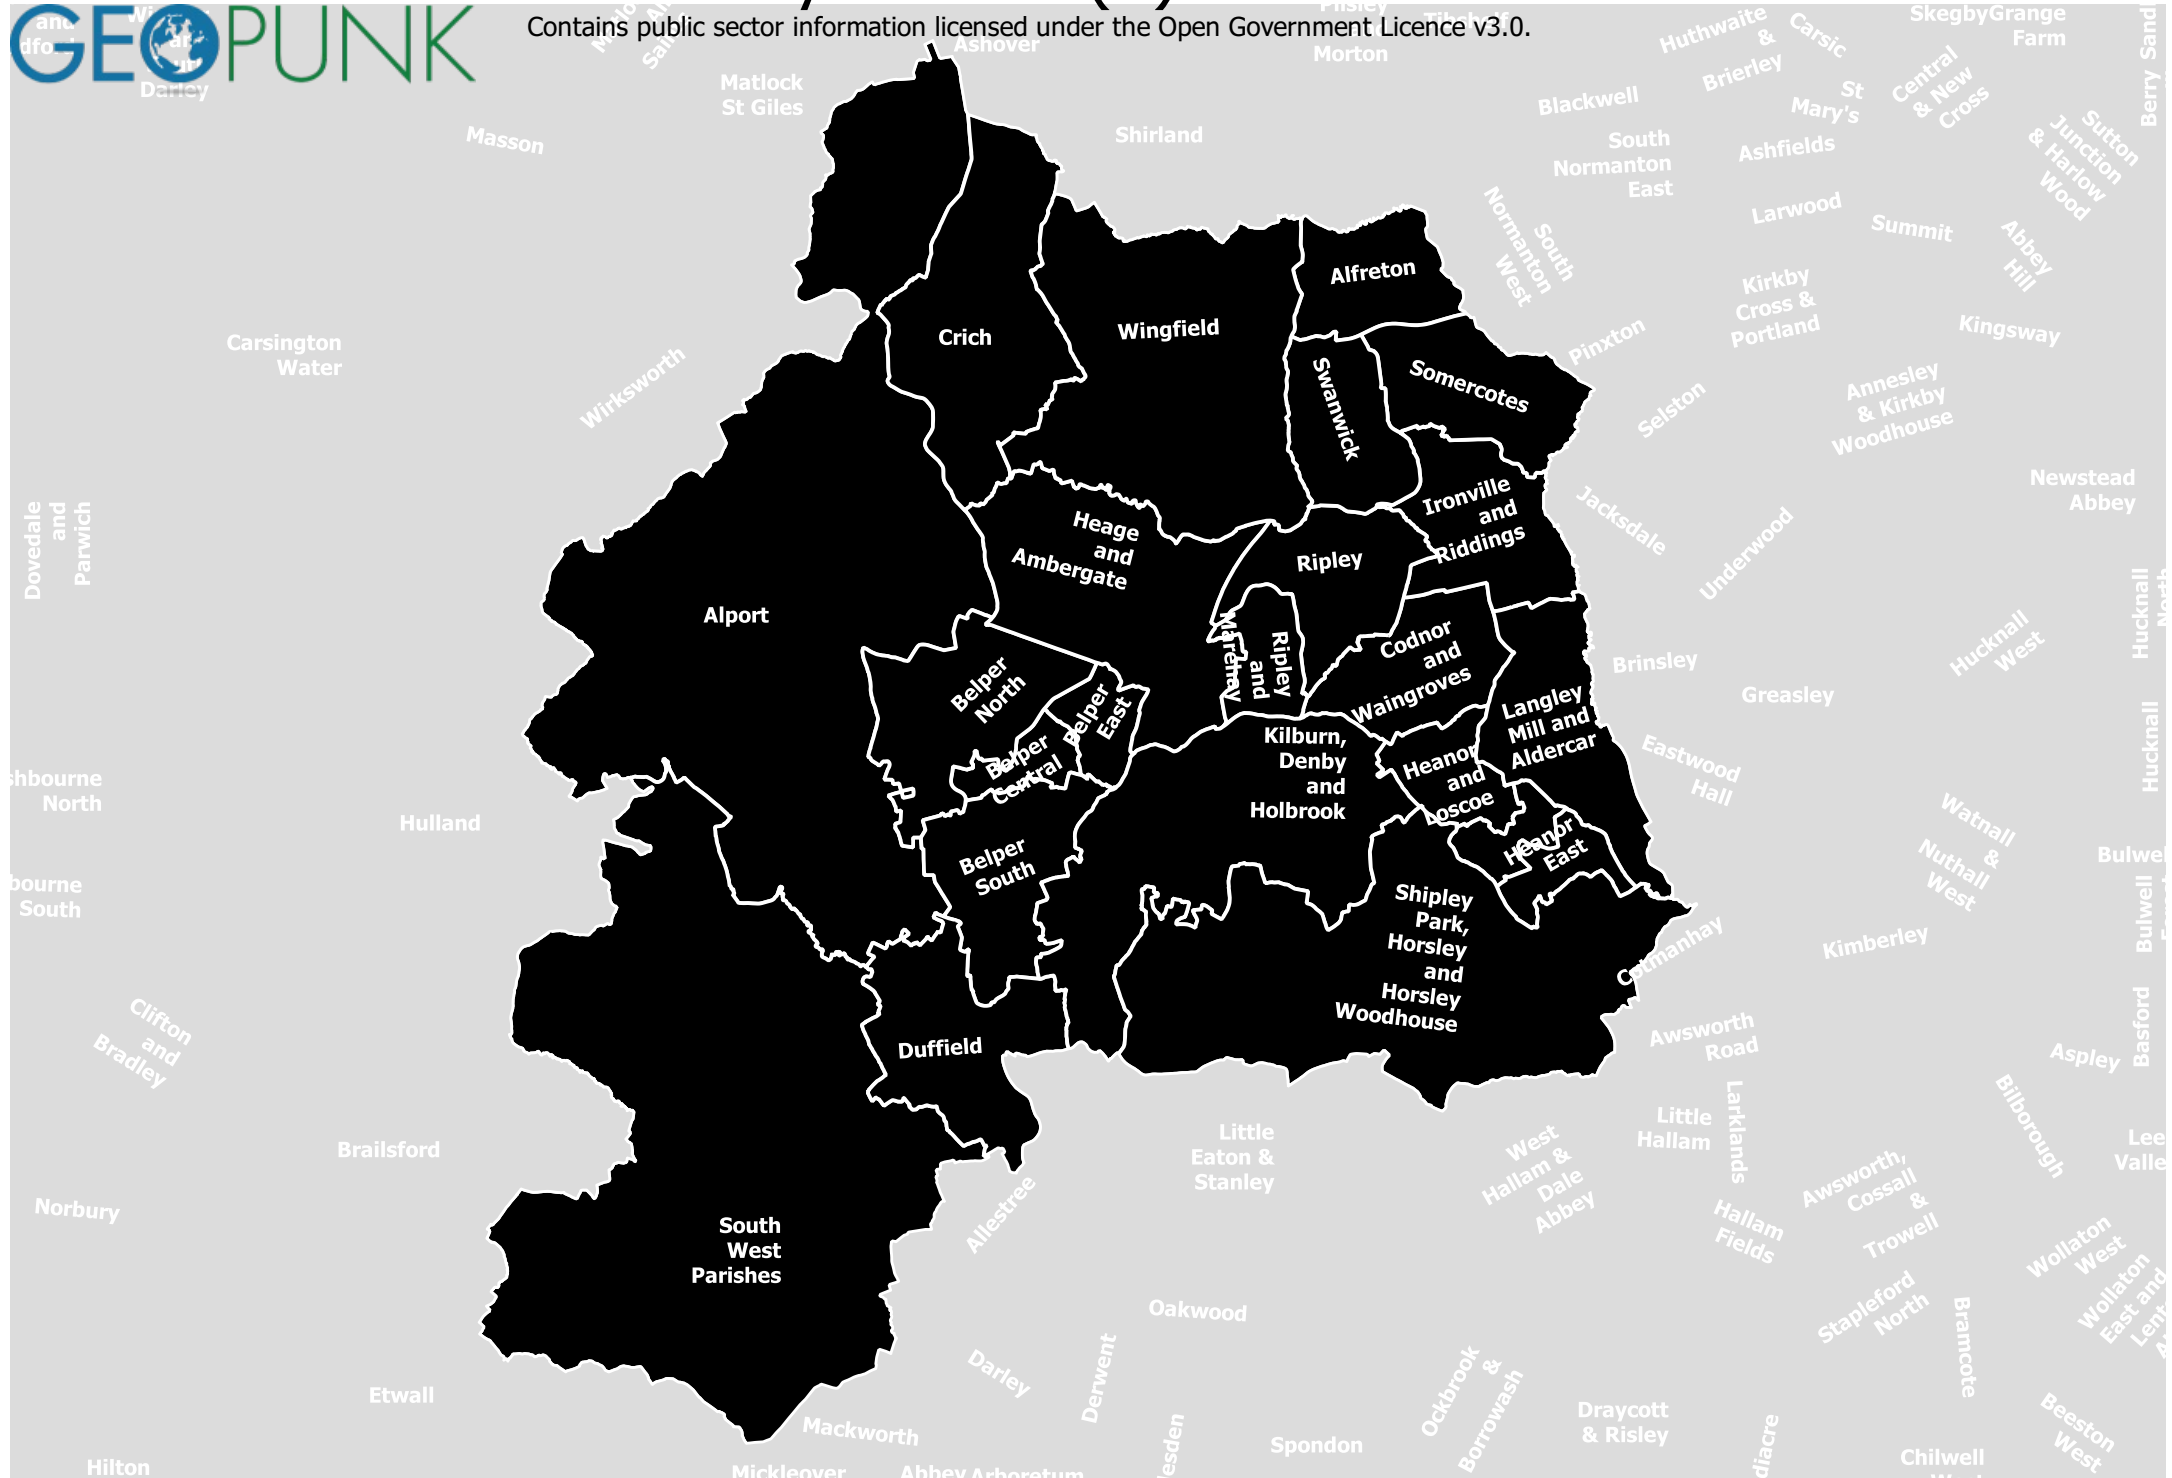 GEOPUNK
Contains public sector information licensed under the Open Government Licence v3.0.
Darley
Masson
Matlock
St Giles
Ashover
Morton
Tibshelf
Shirland
Huthwaite
&
Brierley
Carsic
Skegby
Grange
Farm
Blackwell
St
Mary's
Central
& New
Cross
South
Normanton
East
Ashfields
Sutton
Junction
& Harlow
Wood
Larwood
Summit
Abbey
Hill
South
Normanton
West
Kirkby
Cross &
Portland
Kingsway
Pinxton
Selston
Annesley
& Kirkby
Woodhouse
Newstead
Abbey
Carsington
Water
Wirksworth
Dovedale
and
Parwich
Jacksdale
Underwood
Hucknall
West
Hucknall
Brinsley
Greasley
Eastwood
Hall
Watnall
&
Nuthall
West
Kimberley
Cotmanhay
Awsworth
Road
Basford
Aspley
Bilborough
Crich
Wingfield
Alfreton
Swanwick
Somercotes
Ironville
and
Riddings
Heage
and
Ambergate
Ripley
Ripley
and
Marehay
Codnor
and
Waingroves
Langley
Mill and
Aldercar
Alport
Belper
North
Belper
East
Belper
Central
Belper
South
Kilburn,
Denby
and
Holbrook
Heanor
and
Loscoe
Heanor
East
Shipley
Park,
Horsley
and
Horsley
Woodhouse
Duffield
South
West
Parishes
North
South
Hulland
Clifton
and
Bradley
Brailsford
Norbury
Etwall
Hilton
Allestree
Little
Eaton &
Stanley
West
Hallam &
Dale
Abbey
Little
Hallam
Larklands
Hallam
Fields
Awsworth,
Cossall
&
Trowell
Wollaton
West
Wollaton
East and
Stapleford
North
Bramcote
Beeston
West
Chilwell
Oakwood
Darley
Derwent
Mackworth
Mickleover
Abbey
Arboretum
Spondon
Ockbrook
&
Borrowash
Draycott
& Risley